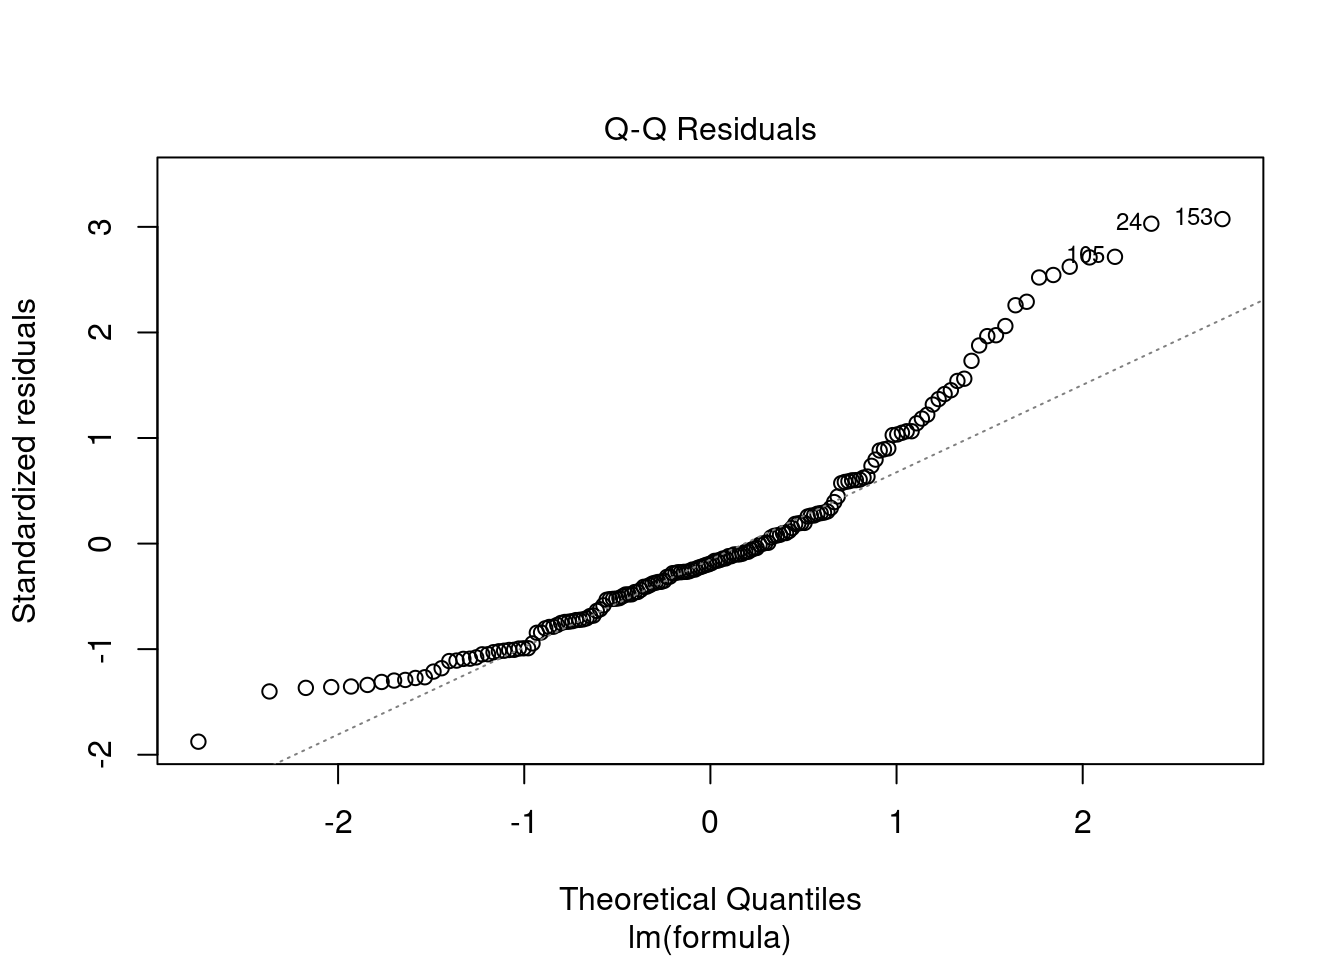 Q-Q Residuals
Standardized residuals
3
2
1
0
-1
-2
24
153
105
-2 -1 0 1 2
Theoretical Quantiles
lm(formula)